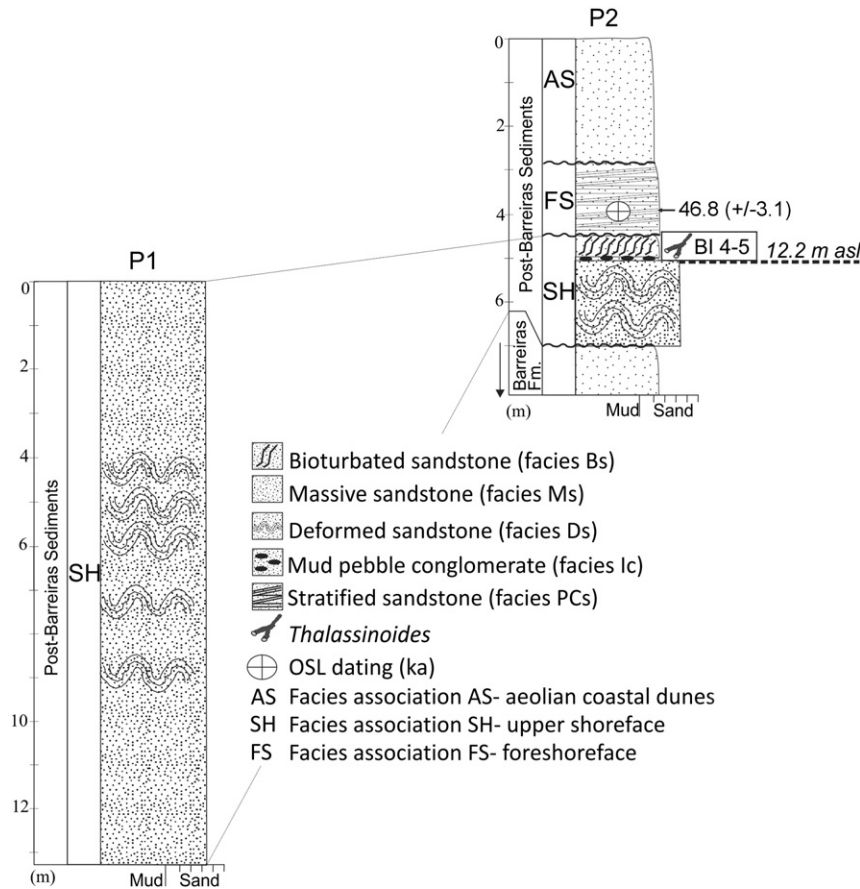 P2
0
2
4
6
(m)
Post-Barreiras Sediments
Barreiras
Fm.
AS
FS
SH
46.8 (+/-3.1)
BI 4-5
12.2 m asl
Mud Sand
P1
0
2
4
6
8
10
12
(m)
Post-Barreiras Sediments
SH
Mud Sand
Bioturbated sandstone (facies Bs)
Massive sandstone (facies Ms)
Deformed sandstone (facies Ds)
Mud pebble conglomerate (facies Ic)
Stratified sandstone (facies PCs)
Thalassinoides
OSL dating (ka)
AS Facies association AS- aeolian coastal dunes
SH Facies association SH- upper shoreface
FS Facies association FS- foreshoreface